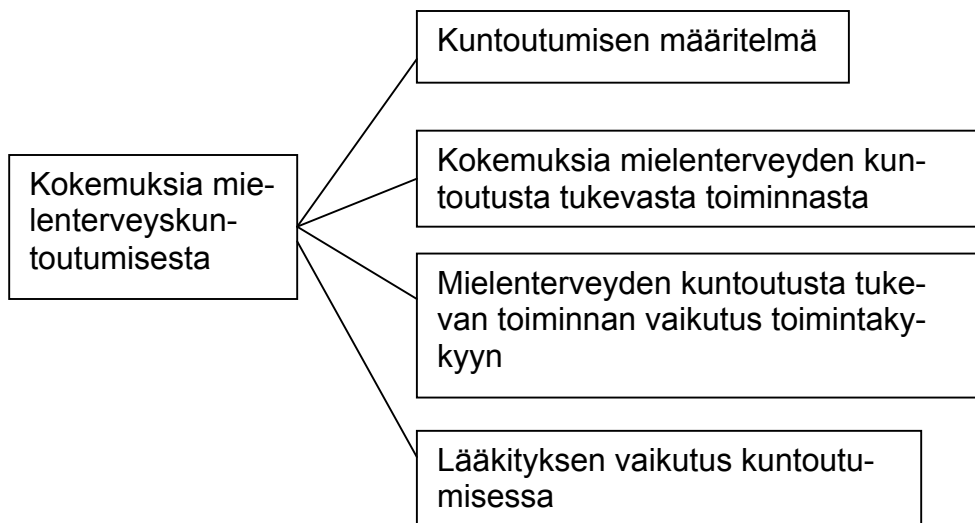 Kuntoutumisen määritelmä
Kokemuksia mielenterveyden kun-
toutusta tukevasta toiminnasta
Kokemuksia mie-
lenterveyskun-
toutumisesta
Mielenterveyden kuntoutusta tuke-
van toiminnan vaikutus toimintaky-
kyyn
Lääkityksen vaikutus kuntoutu-
misessa